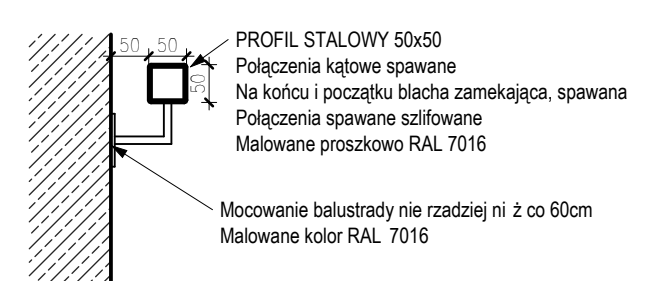 50 50
50
PROFIL STALOWY 50x50
Połączenia kątowe spawane
Na końcu i początku blacha zamekająca, spawana
Połączenia spawane szlifowane
Malowane proszkowo RAL 7016
Mocowanie balustrady nie rzadziej ni ż co 60cm
Malowane kolor RAL 7016